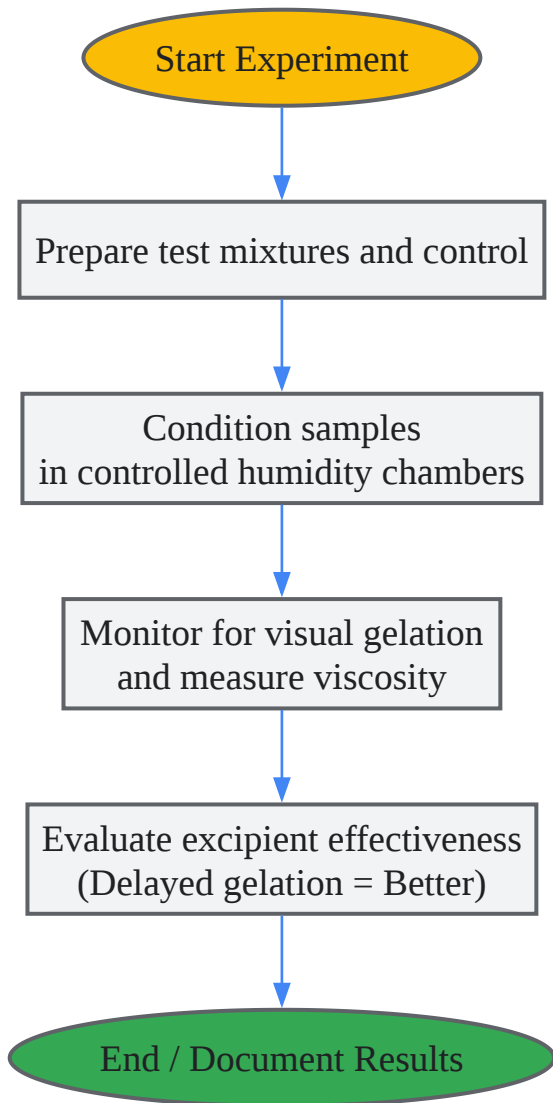 Start Experiment
Prepare test mixtures and control
Condition samples
in controlled humidity chambers
Monitor for visual gelation
and measure viscosity
Evaluate excipient effectiveness
(Delayed gelation = Better)
End / Document Results